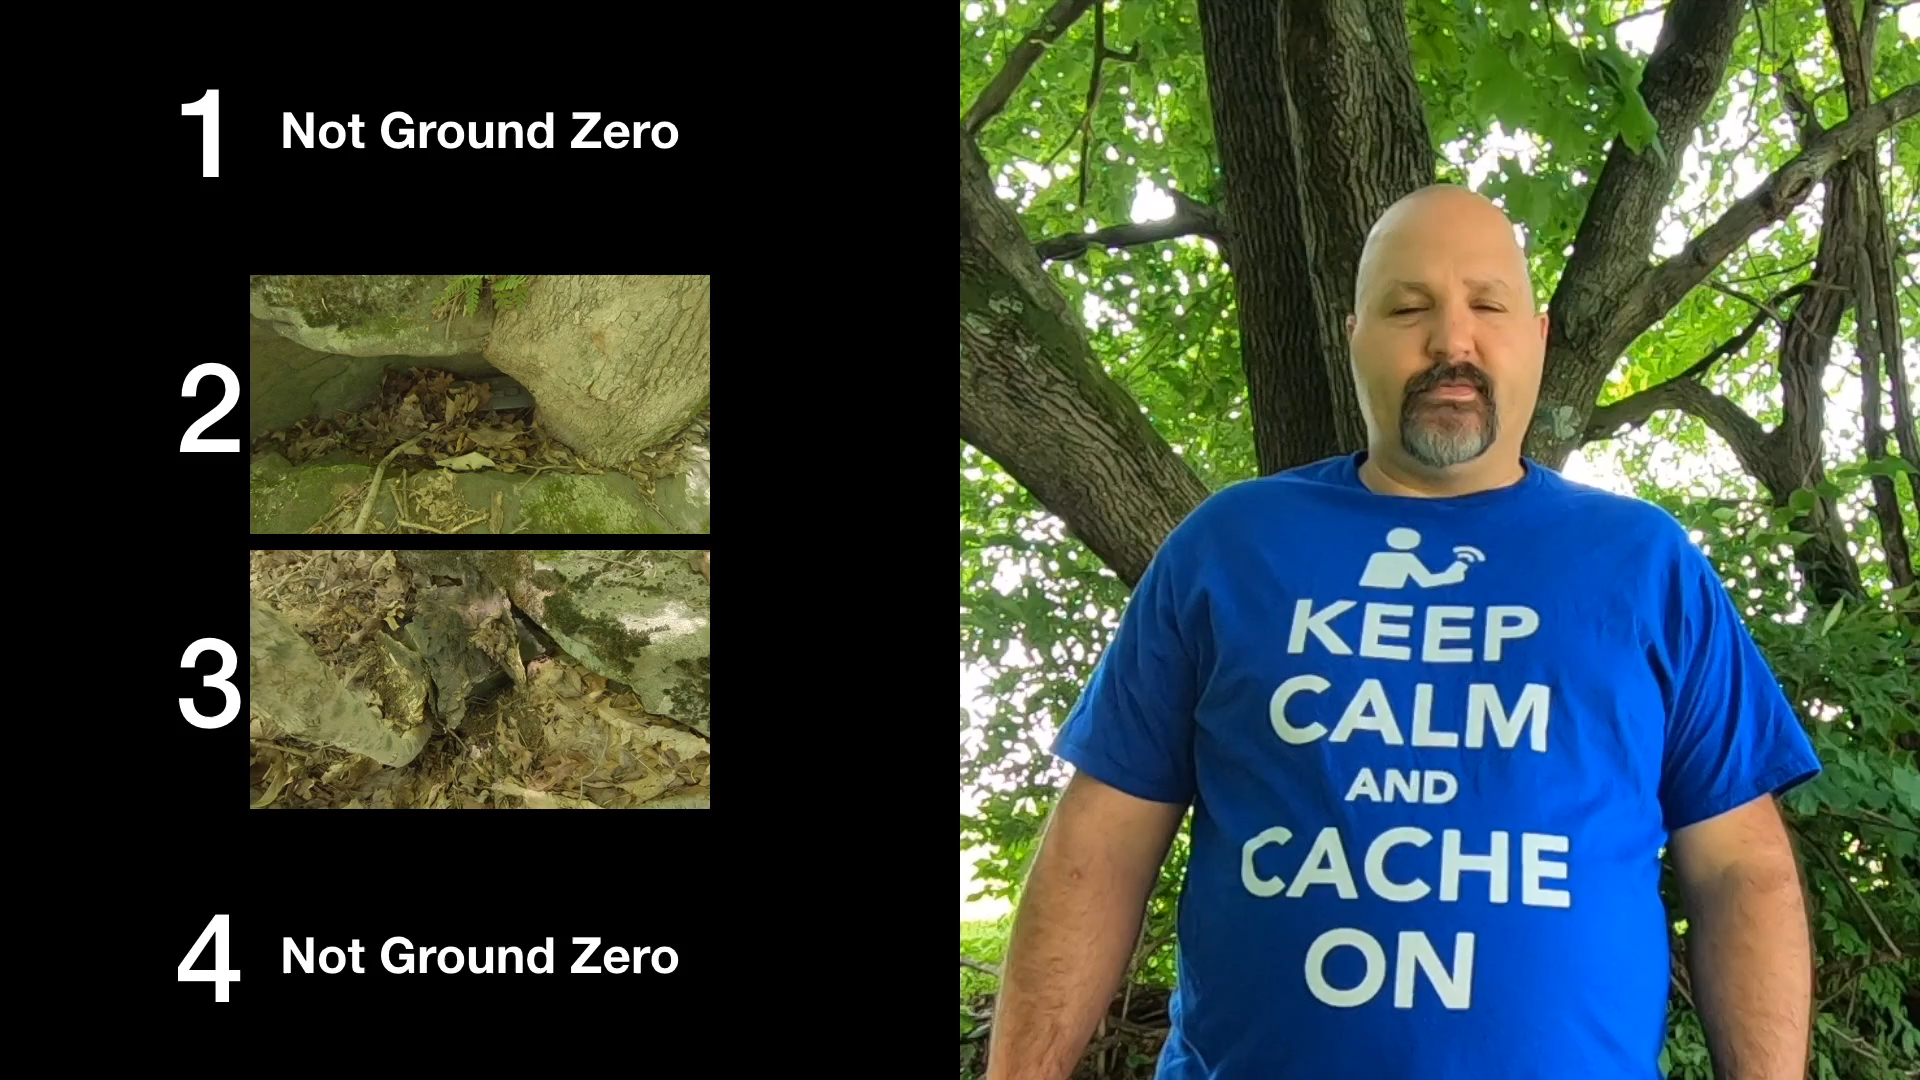 1 Not Ground Zero
2
3
4 Not Ground Zero
KEEP
CALM
AND
CACHE
ON